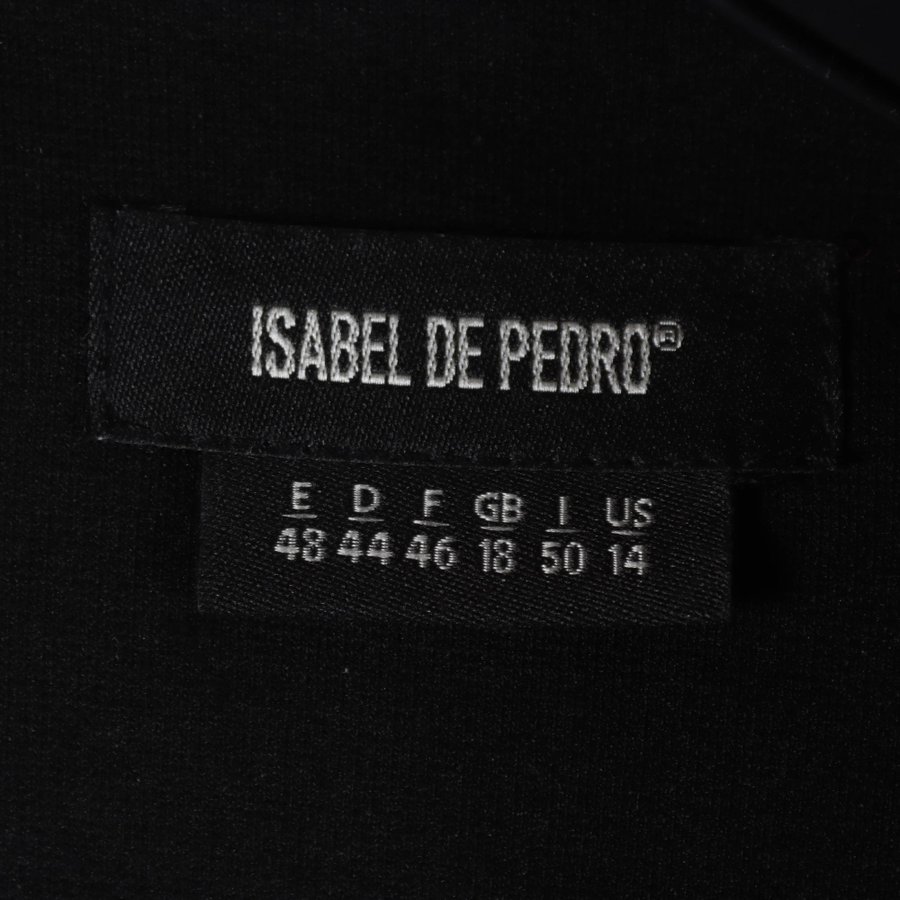 ISABEL DE PEDRO®
E D F GB I US
48 44 46 18 50 14